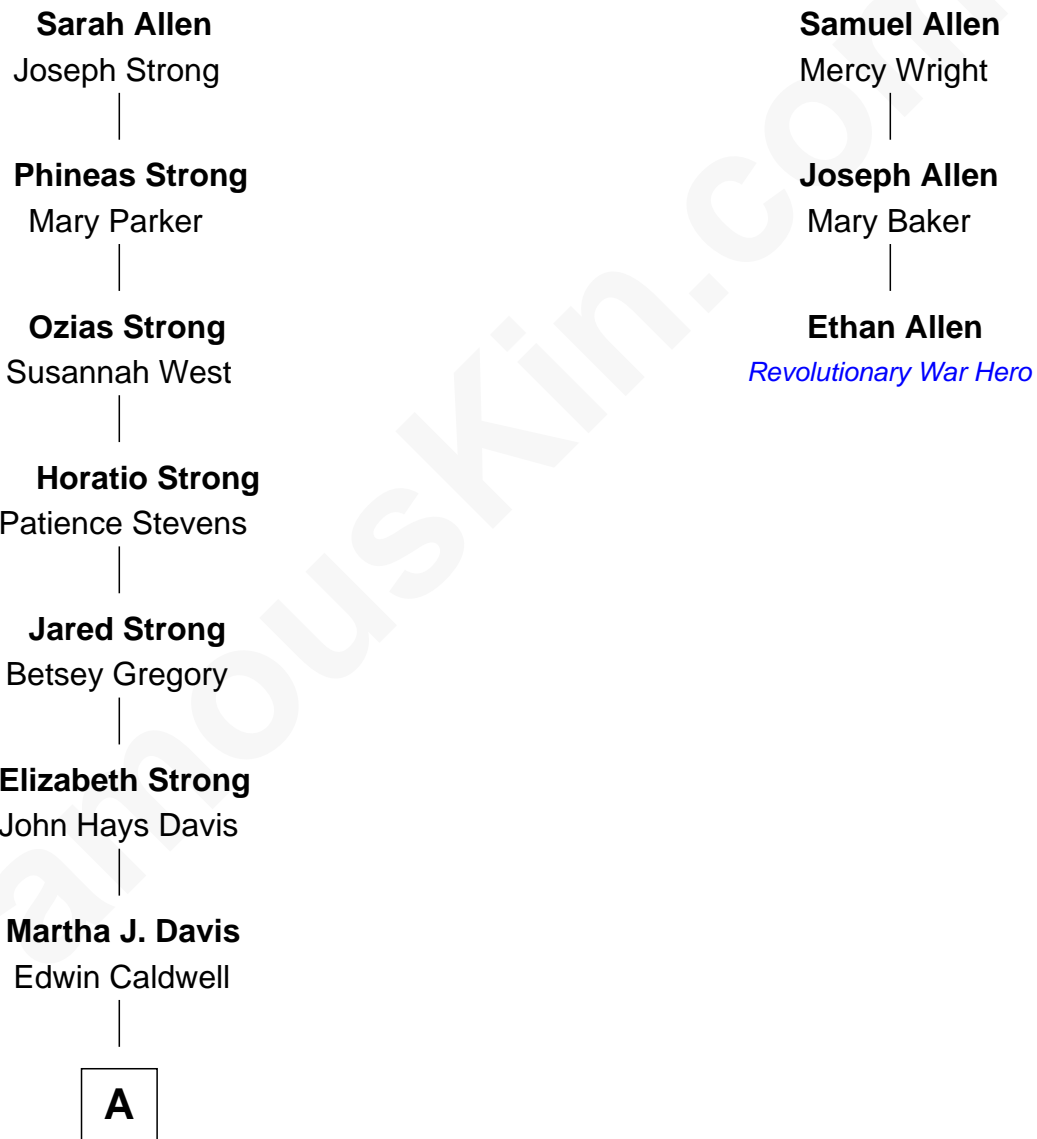 Sarah Allen
Joseph Strong
Phineas Strong
Mary Parker
Ozias Strong
Susannah West
Horatio Strong
Patience Stevens
Jared Strong
Betsey Gregory
Elizabeth Strong
John Hays Davis
Martha J. Davis
Edwin Caldwell
A
Samuel Allen
Mercy Wright
Joseph Allen
Mary Baker
Ethan Allen
Revolutionary War Hero
amouskin.com